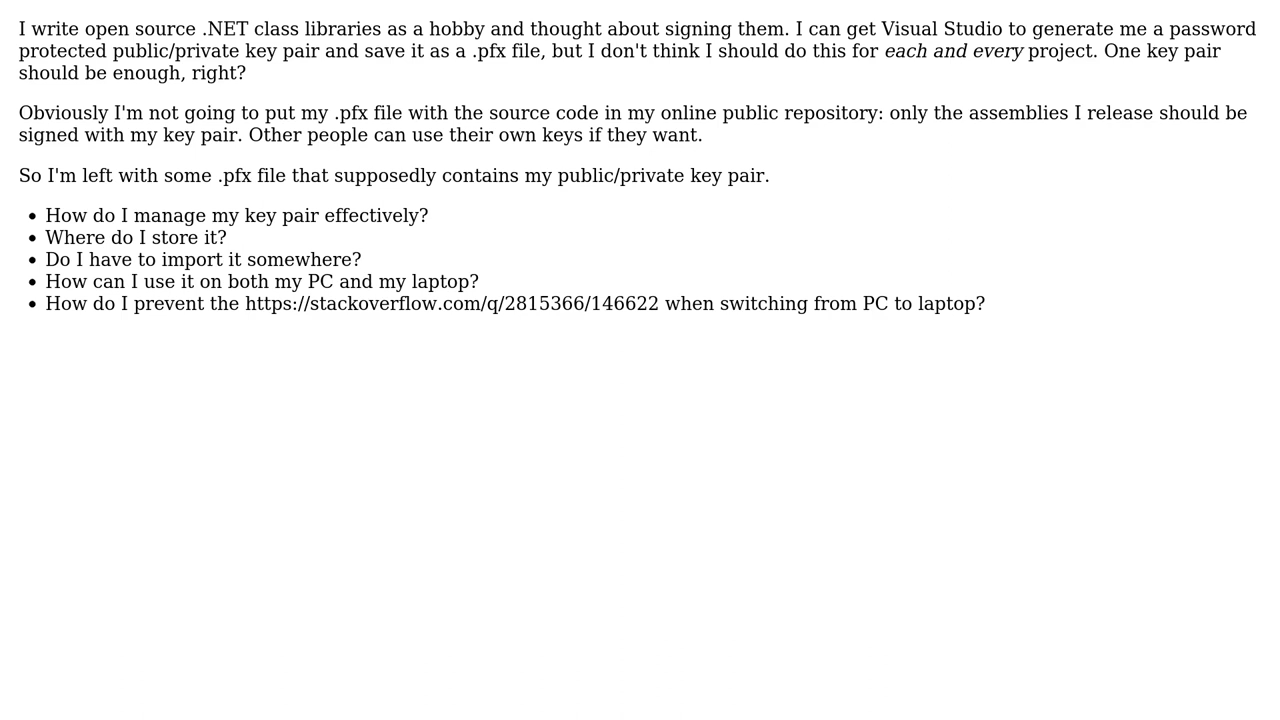 I write open source .NET class libraries as a hobby and thought about signing them. I can get Visual Studio to generate me a password
protected public/private key pair and save it as a .pfx file, but I don't think I should do this for each and every project. One key pair
should be enough, right?
Obviously I'm not going to put my .pfx file with the source code in my online public repository: only the assemblies I release should be
signed with my key pair. Other people can use their own keys if they want.
So I'm left with some .pfx file that supposedly contains my public/private key pair.
• How do I manage my key pair effectively?
• Where do I store it?
• Do I have to import it somewhere?
• How can I use it on both my PC and my laptop?
• How do I prevent the https://stackoverflow.com/q/2815366/146622 when switching from PC to laptop?